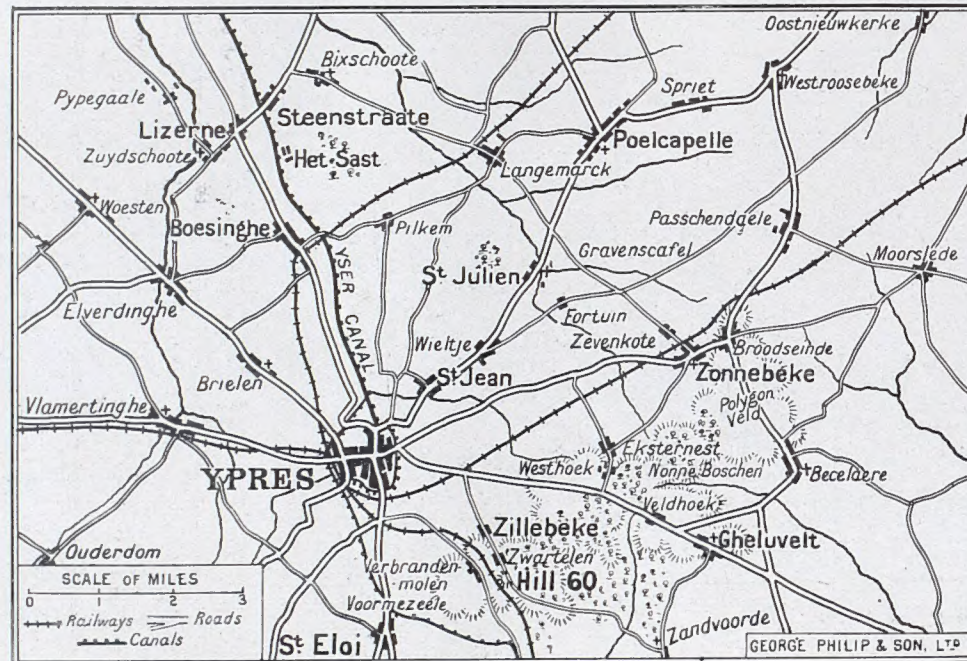 Oostnieuwkerke
Bixschoote
Spriet
Westroosebeke
Pypegaale
Steenstraate
Lizerne
Poelcapelle
Zuydschoote
Het Sast
Langemarck
Woesten
Passchendaele
Boesinghe
Pilkem
Gravenscafel
Moorslede
YSER CANAL
St Julien
Elverdinghe
Fortuin
Wieltje
Zevenkote
Broodseinde
Brielen
St Jean
Zonnebeke
Vlamertinghe
Polygon
Veld
Eksternest
YPRES
Westhoek
Nonne Boschen
Becelaere
Veldhoek
Zillebeke
Gheluvelt
Ouderdom
Zwartelen
Verbranden-
molen
Hill 60
Voormezeele
Zandvoorde
St Eloi
SCALE OF MILES
0 1 2 3
Railways Roads
Canals
GEORGE PHILIP & SON, LTD